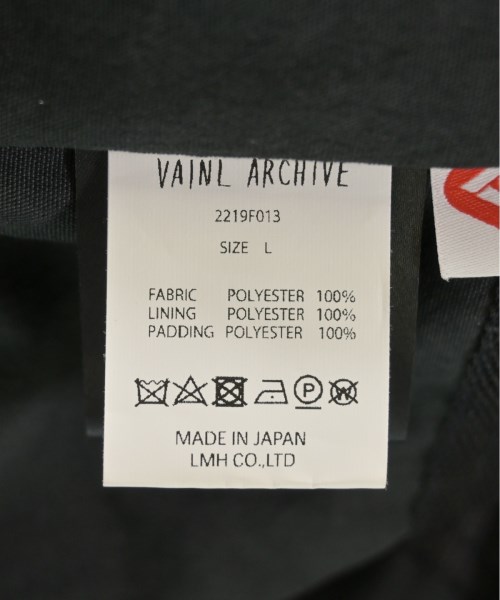 VAINL ARCHIVE
2219F013
SIZE L
FABRIC POLYESTER 100%
LINING POLYESTER 100%
PADDING POLYESTER 100%
P W
MADE IN JAPAN
LMH CO.,LTD